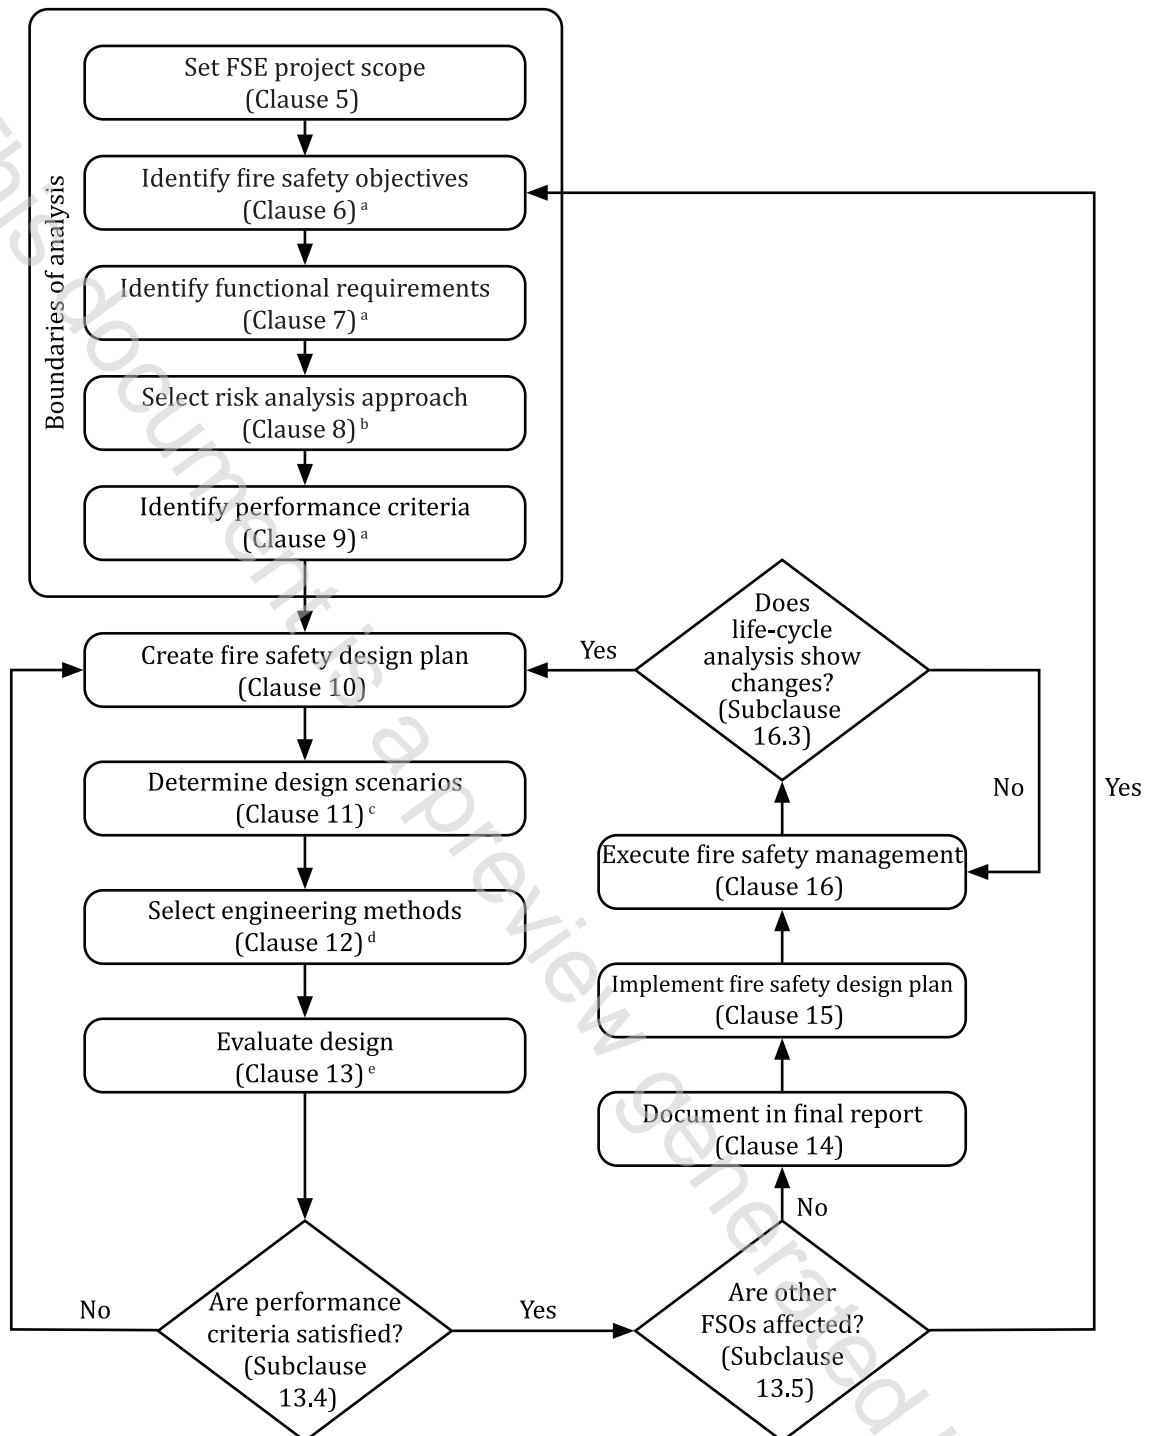 Boundaries of analysis
Set FSE project scope
(Clause 5)
Identify fire safety objectives
(Clause 6) a
Identify functional requirements
(Clause 7) a
Select risk analysis approach
(Clause 8) b
Identify performance criteria
(Clause 9) a
Create fire safety design plan
(Clause 10)
Determine design scenarios
(Clause 11) c
Select engineering methods
(Clause 12) d
Evaluate design
(Clause 13) e
Are performance
criteria satisfied?
(Subclause
13.4)
No
Yes
Are other
FSOs affected?
(Subclause
13.5)
No
Yes
Document in final report
(Clause 14)
Implement fire safety design plan
(Clause 15)
Execute fire safety management
(Clause 16)
Does
life-cycle
analysis show
changes?
(Subclause
16.3)
Yes
No
This document is a preview generated